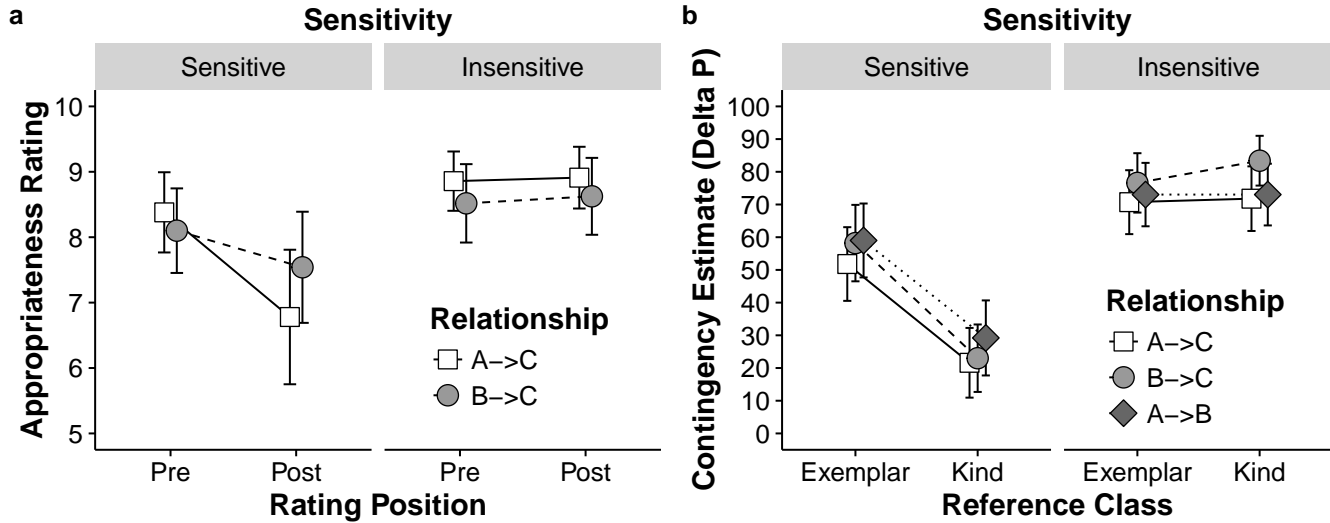 a
Sensitivity
Sensitive
Insensitive
Appropriateness Rating
10
9
8
7
6
5
Relationship
A−>C
B−>C
Pre
Post
Pre
Post
Rating Position
b
Sensitivity
Sensitive
Insensitive
Contingency Estimate (Delta P)
100
90
80
70
60
50
40
30
20
10
0
Relationship
A−>C
B−>C
A−>B
Exemplar
Kind
Exemplar
Kind
Reference Class